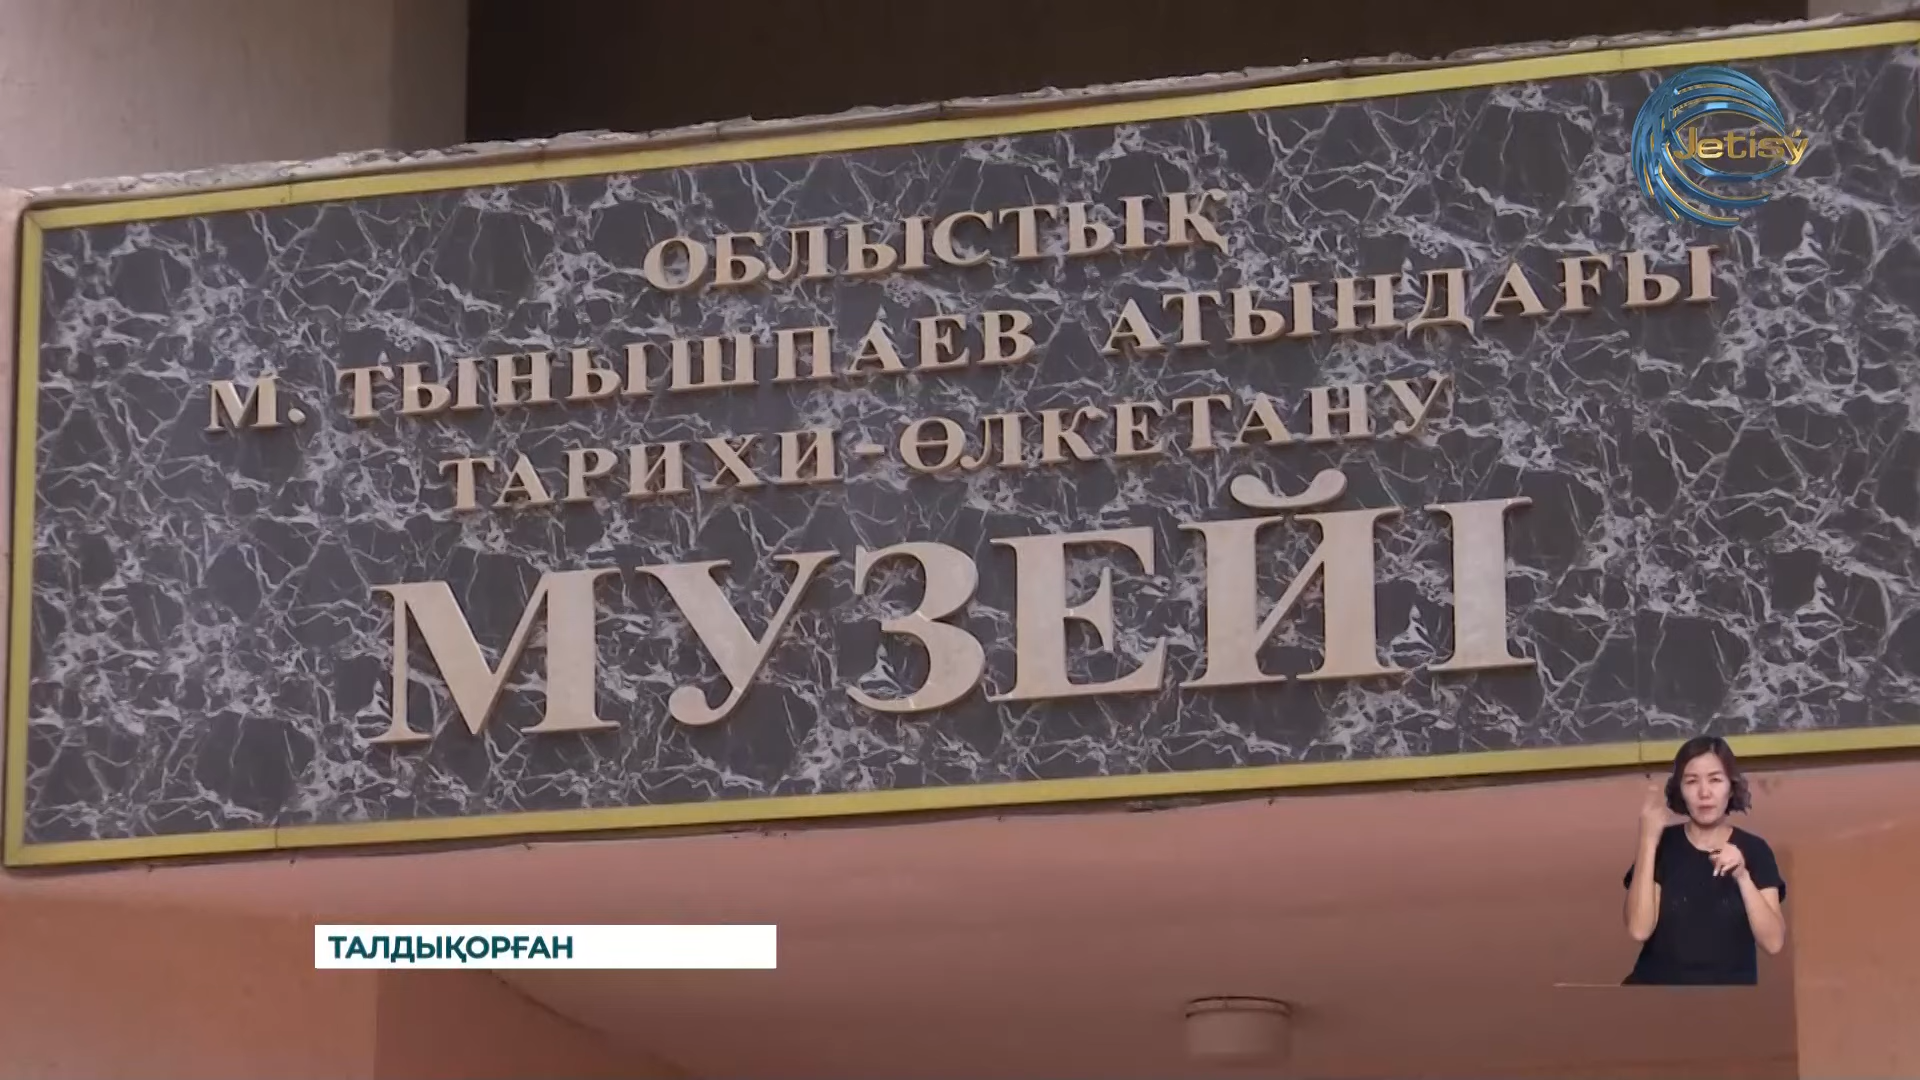 Jetisý
ОБЛЫСТЫҚ
М. ТЫНЫШПАЕВ АТЫНДАҒЫ
ТАРИХИ-ӨЛКЕТАНУ
МУЗЕЙІ
ТАЛДЫҚОРҒАН